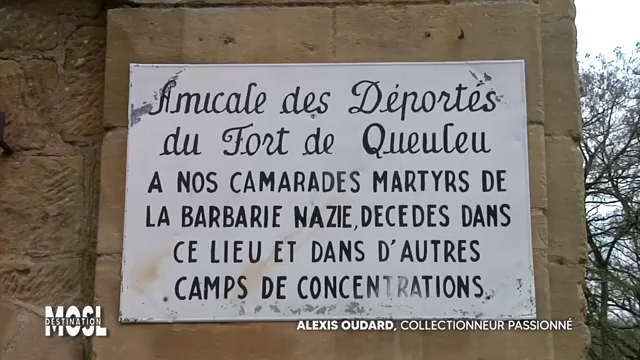 Amicale des Déportés
du Fort de Queuleu
A NOS CAMARADES MARTYRS DE
LA BARBARIE NAZIE, DECEDES DANS
CE LIEU ET DANS D'AUTRES
CAMPS DE CONCENTRATIONS.
MOSL
DESTINATION
ALEXIS OUDARD, COLLECTIONNEUR PASSIONNÉ